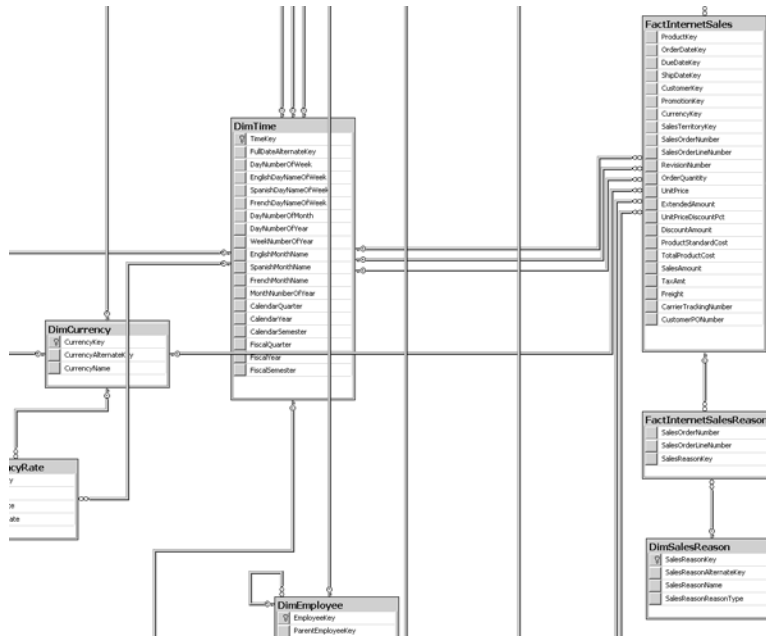 FactInternetSales
ProductKey
OrderDateKey
DueDateKey
ShipDateKey
CustomerKey
PromotionKey
CurrencyKey
SalesTerritoryKey
SalesOrderNumber
SalesOrderLineNumber
RevisionNumber
OrderQuantity
UnitPrice
ExtendedAmount
UnitPriceDiscountPct
DiscountAmount
ProductStandardCost
TotalProductCost
SalesAmount
TaxAmt
Freight
CarrierTrackingNumber
CustomerPONumber
DimTime
TimeKey
FullDateAlternateKey
DayNumberOfWeek
EnglishDayNameOfWeek
SpanishDayNameOfWeek
FrenchDayNameOfWeek
DayNumberOfMonth
DayNumberOfYear
WeekNumberOfYear
EnglishMonthName
SpanishMonthName
FrenchMonthName
MonthNumberOfYear
CalendarQuarter
CalendarYear
CalendarSemester
FiscalQuarter
FiscalYear
FiscalSemester
DimCurrency
CurrencyKey
CurrencyAlternateKey
CurrencyName
FactInternetSalesReason
SalesOrderNumber
SalesOrderLineNumber
SalesReasonKey
cyRate
y
te
ate
DimSalesReason
SalesReasonKey
SalesReasonAlternateKey
SalesReasonName
SalesReasonReasonType
DimEmployee
EmployeeKey
ParentEmployeeKey